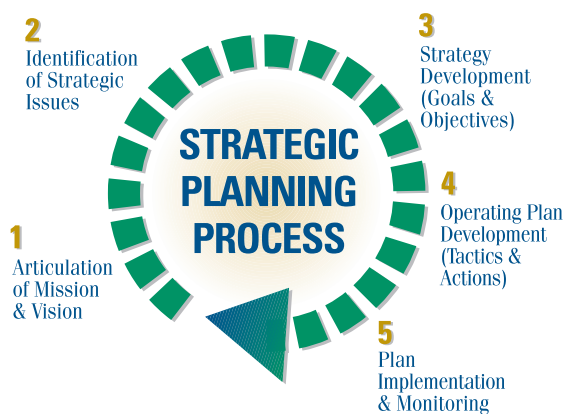 STRATEGIC
PLANNING
PROCESS
1
Articulation
of Mission
& Vision
2
Identification
of Strategic
Issues
3
Strategy
Development
(Goals &
Objectives)
4
Operating Plan
Development
(Tactics &
Actions)
5
Plan
Implementation
& Monitoring